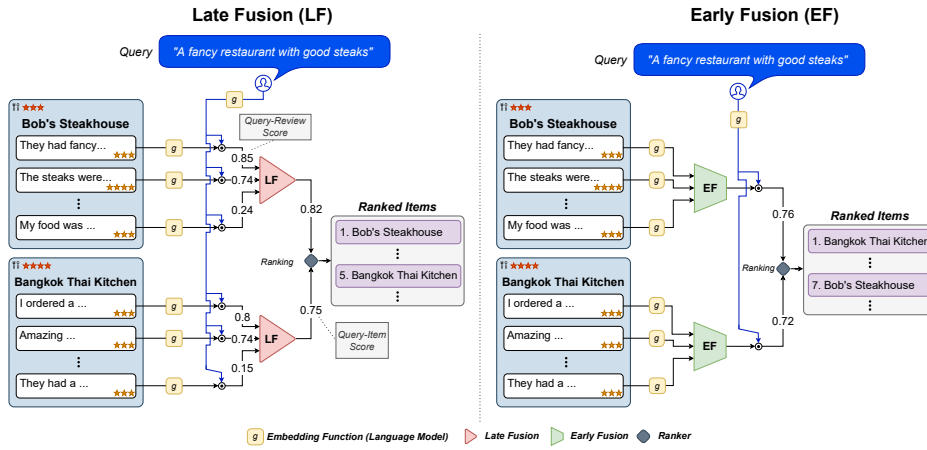 Late Fusion (LF)
Query
"A fancy restaurant with good steaks"
g
Bob's Steakhouse
They had fancy...
g
The steaks were...
g
My food was ...
g
Query-Review
Score
0.85
0.74
0.24
LF
0.82
Bangkok Thai Kitchen
I ordered a ...
g
Amazing ...
g
They had a ...
g
0.8
0.74
0.15
LF
0.75
Query-Item
Score
Ranking
Ranked Items
1. Bob's Steakhouse
5. Bangkok Thai Kitchen
Early Fusion (EF)
Query
"A fancy restaurant with good steaks"
g
Bob's Steakhouse
They had fancy...
g
The steaks were...
g
My food was ...
g
EF
0.76
Bangkok Thai Kitchen
I ordered a ...
g
Amazing ...
g
They had a ...
g
EF
0.72
Ranking
Ranked Items
1. Bangkok Thai Kitchen
7. Bob's Steakhouse
g Embedding Function (Language Model) Late Fusion Early Fusion Ranker